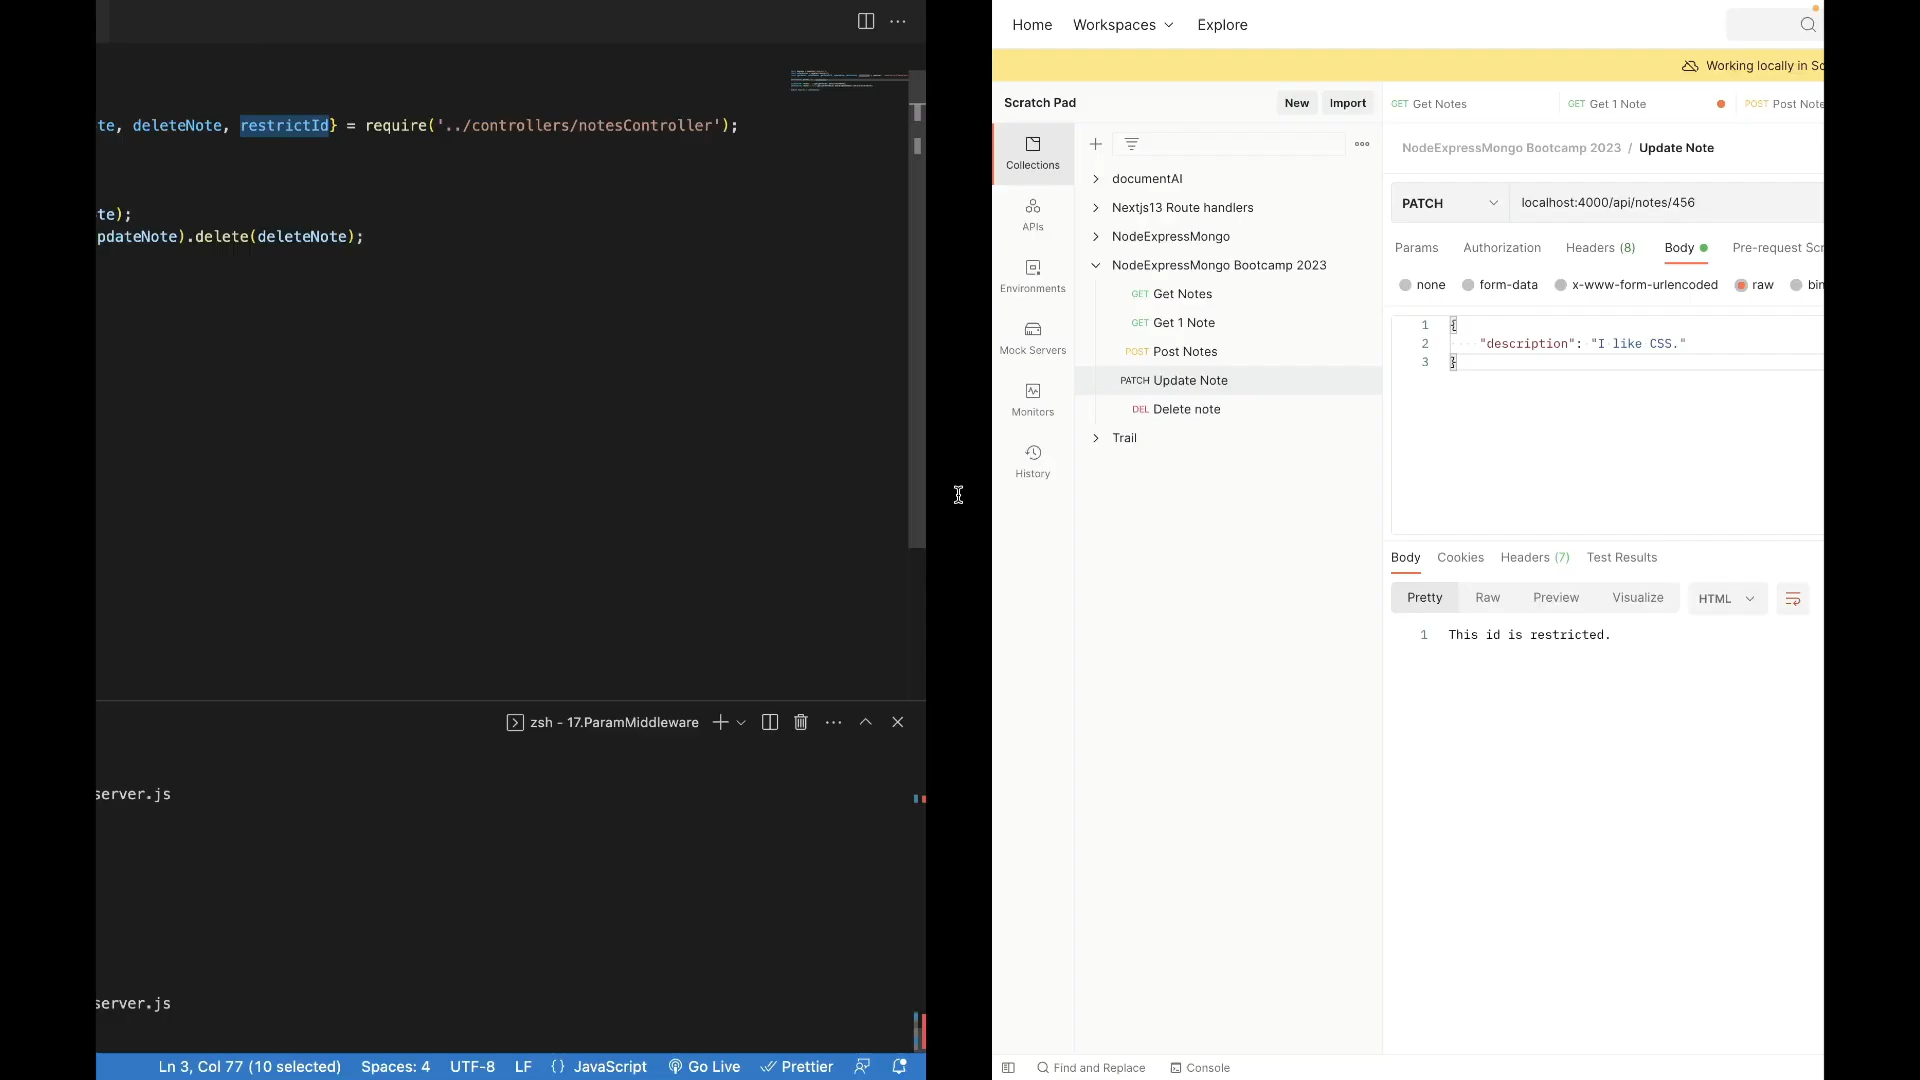 te, deleteNote, restrictId} = require('../controllers/notesController');
te);
pdateNote).delete(deleteNote);
zsh - 17.ParamMiddleware
server.js
server.js
Ln 3, Col 77 (10 selected) Spaces: 4 UTF-8 LF {} JavaScript Go Live Prettier
Home Workspaces Explore
Working locally in Sc
Scratch Pad New Import
GET Get Notes GET Get 1 Note POST Post Note
Collections
APIs
Environments
Mock Servers
Monitors
History
documentAI
Nextjs13 Route handlers
NodeExpressMongo
NodeExpressMongo Bootcamp 2023
GET Get Notes
GET Get 1 Note
POST Post Notes
PATCH Update Note
DEL Delete note
Trail
NodeExpressMongo Bootcamp 2023 / Update Note
PATCH localhost:4000/api/notes/456
Params Authorization Headers (8) Body Pre-request Scr
none form-data x-www-form-urlencoded raw bin
1 {
2 "description": "I like CSS."
3 }
Body Cookies Headers (7) Test Results
Pretty Raw Preview Visualize HTML
1 This id is restricted.
Find and Replace Console